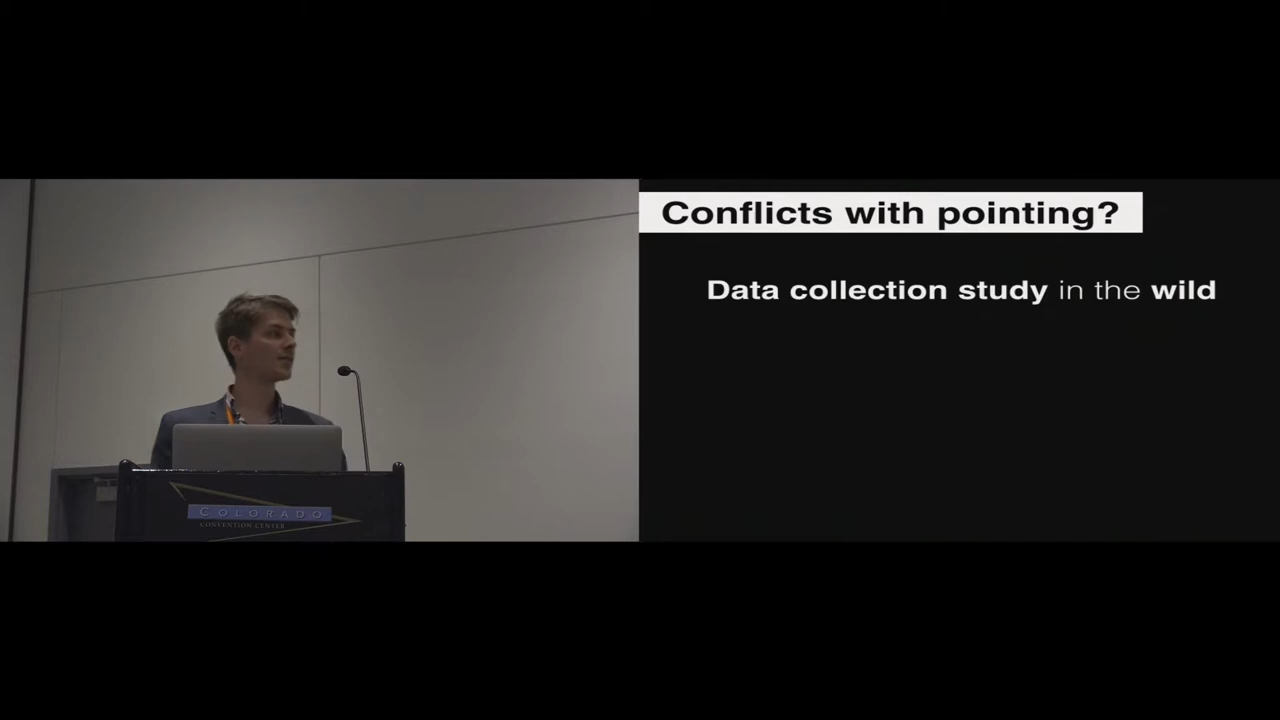 Conflicts with pointing?
Data collection study in the wild
COLORADO
CONVENTION CENTER